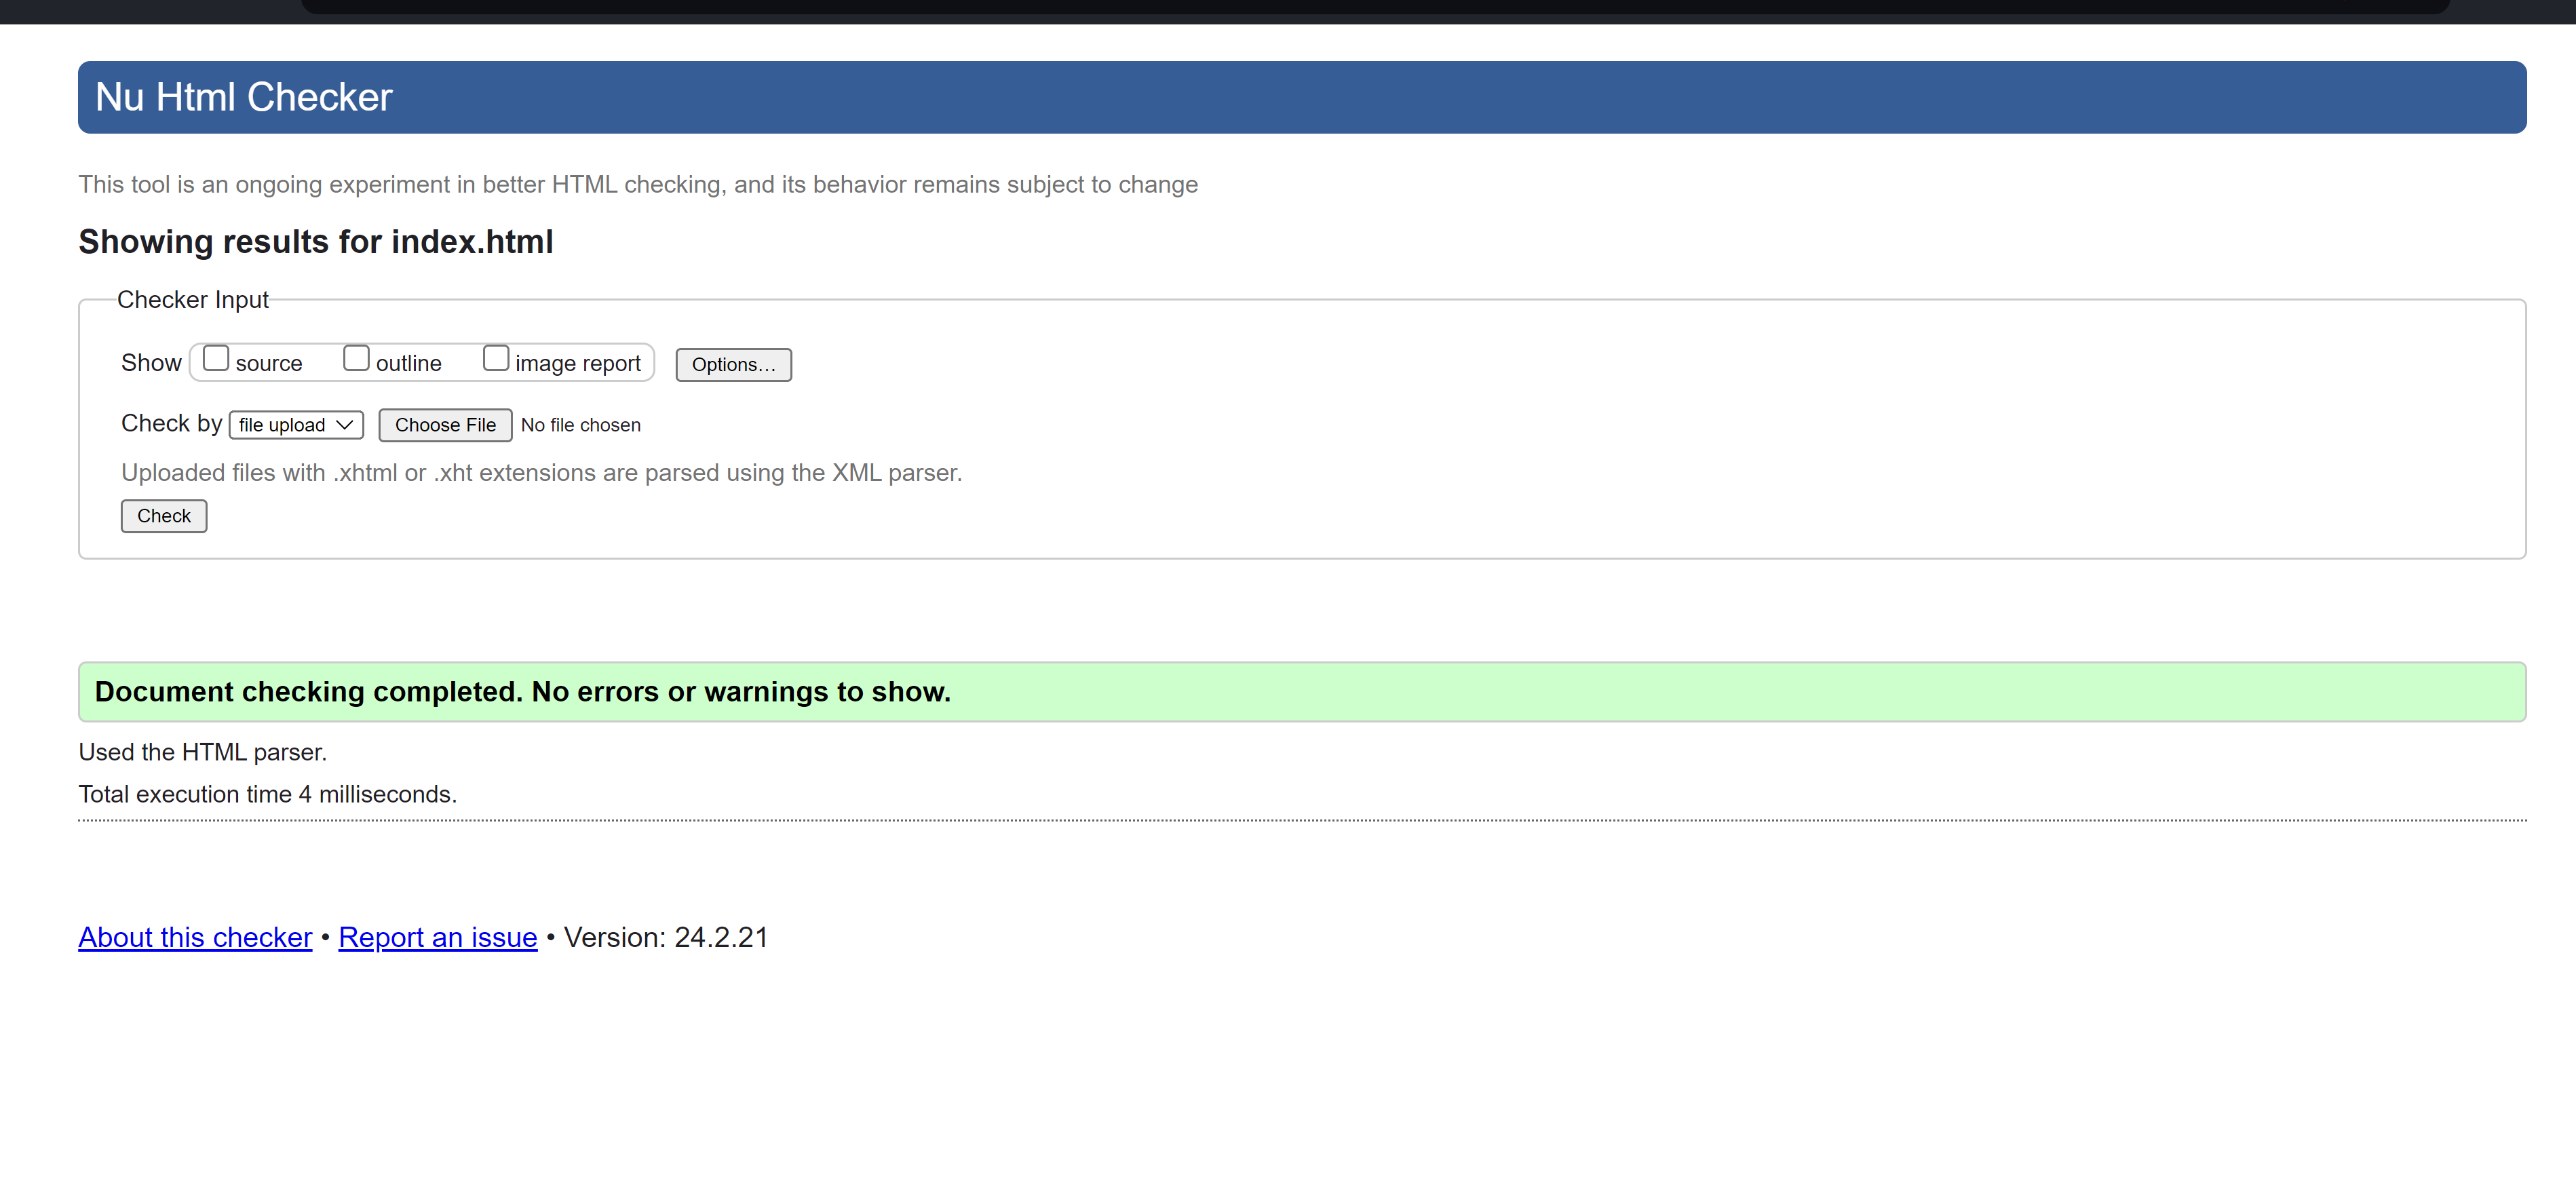 Nu Html Checker
This tool is an ongoing experiment in better HTML checking, and its behavior remains subject to change
Showing results for index.html
Checker Input
Show source outline image report Options...
Check by file upload Choose File No file chosen
Uploaded files with .xhtml or .xht extensions are parsed using the XML parser.
Check
Document checking completed. No errors or warnings to show.
Used the HTML parser.
Total execution time 4 milliseconds.
About this checker • Report an issue • Version: 24.2.21